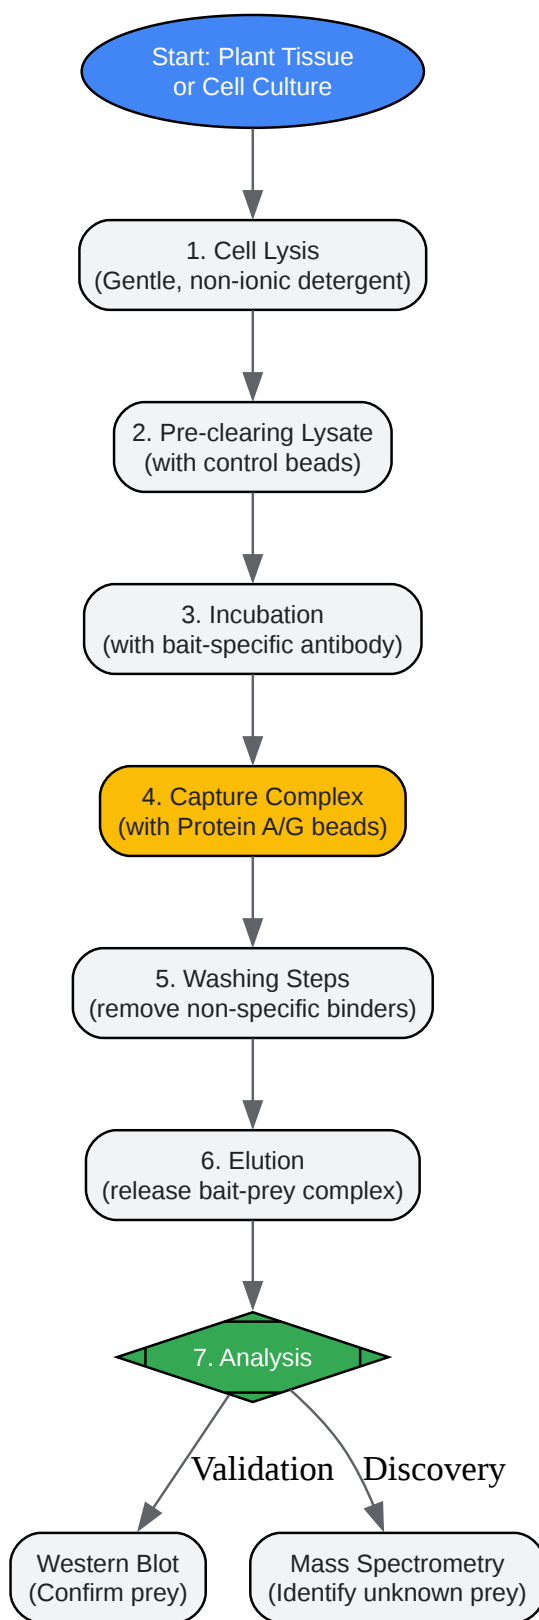 Start: Plant Tissue
or Cell Culture
1. Cell Lysis
(Gentle, non-ionic detergent)
2. Pre-clearing Lysate
(with control beads)
3. Incubation
(with bait-specific antibody)
4. Capture Complex
(with Protein A/G beads)
5. Washing Steps
(remove non-specific binders)
6. Elution
(release bait-prey complex)
7. Analysis
Validation
Discovery
Western Blot
(Confirm prey)
Mass Spectrometry
(Identify unknown prey)